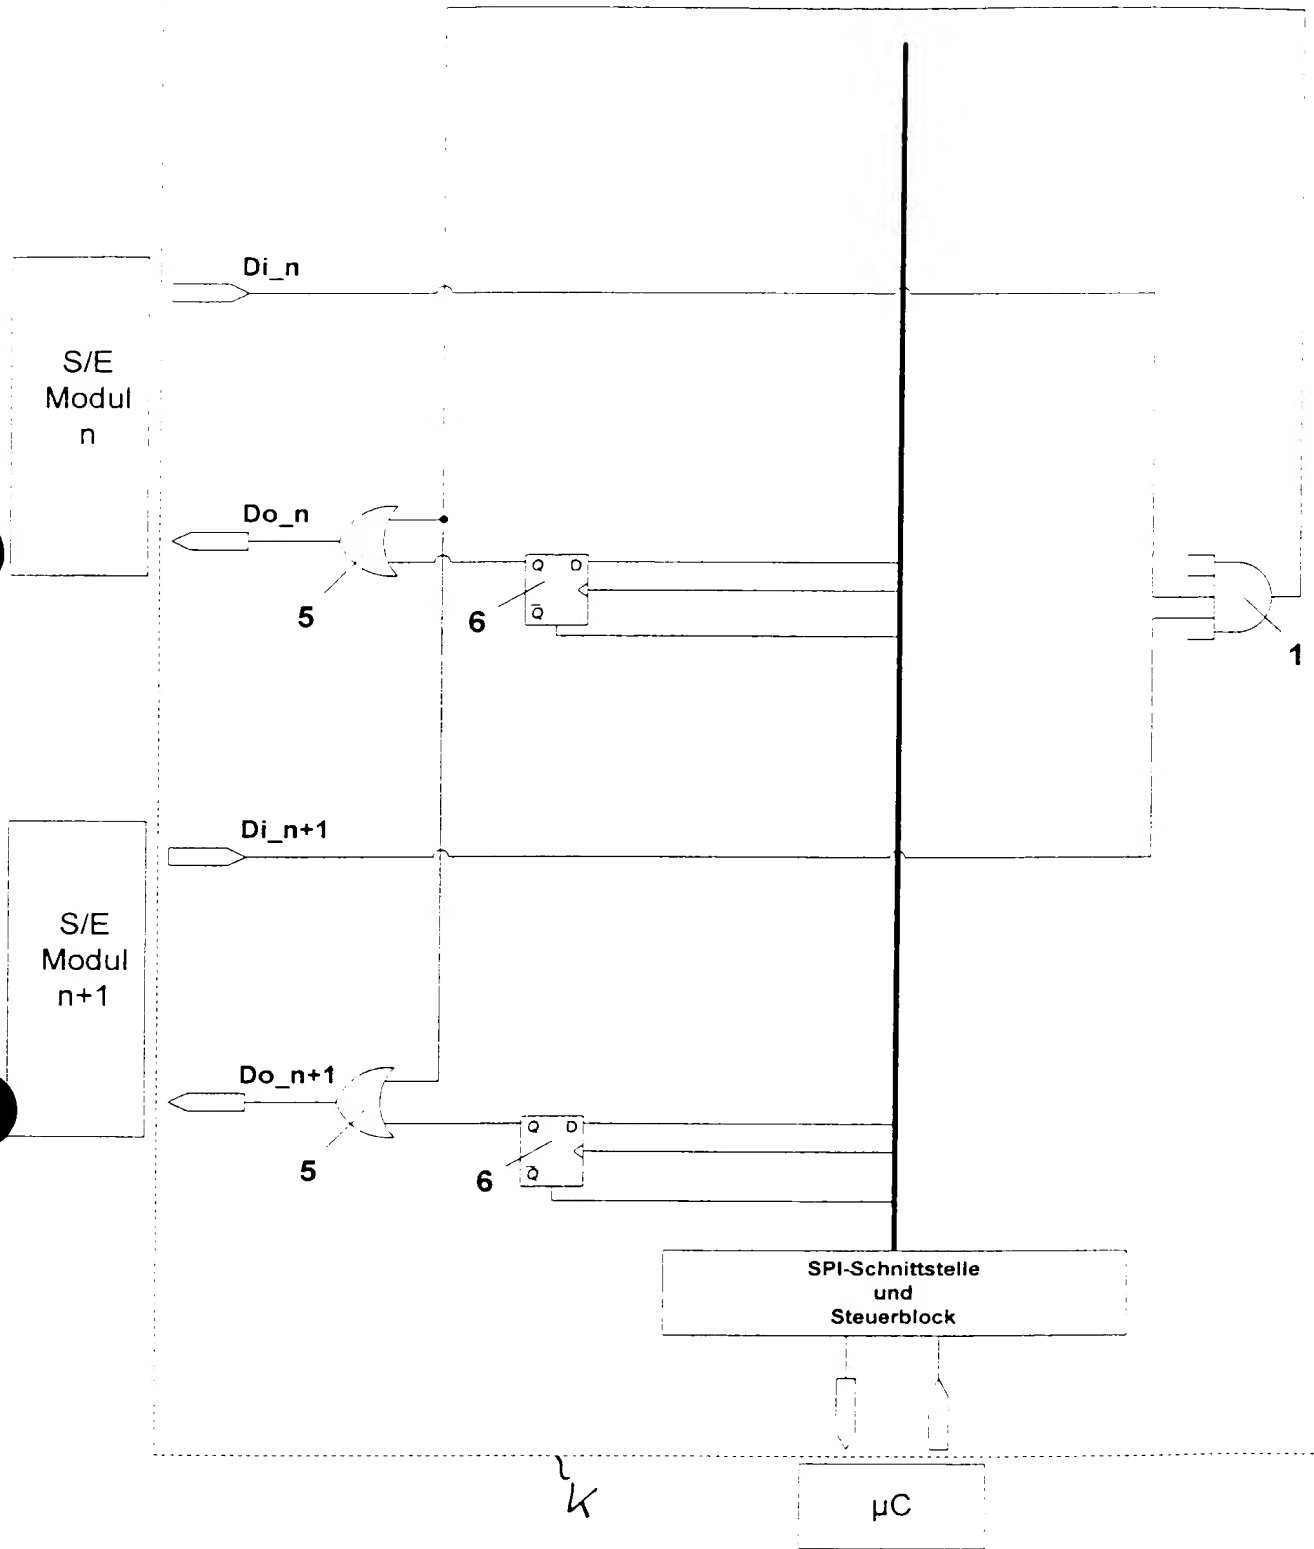 Di_n
S/E
Modul
n
Do_n
Q D
Q̅
5
6
1
Di_n+1
S/E
Modul
n+1
Do_n+1
Q D
Q̅
5
6
SPI-Schnittstelle
und
Steuerblock
K
µC